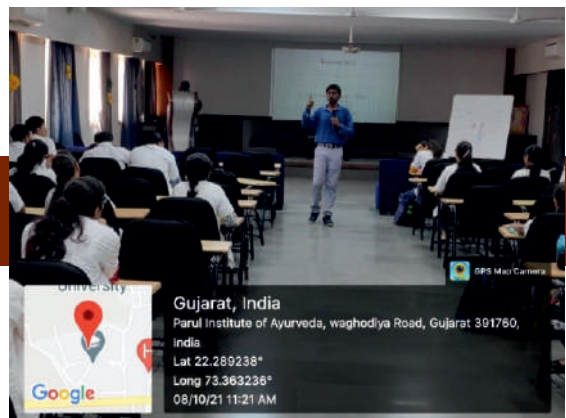 GPS Map Camera
University
Gujarat, India
Parul Institute of Ayurveda, waghodiya Road, Gujarat 391760,
India
Lat 22.289238°
Long 73.363236°
08/10/21 11:21 AM
H
Google